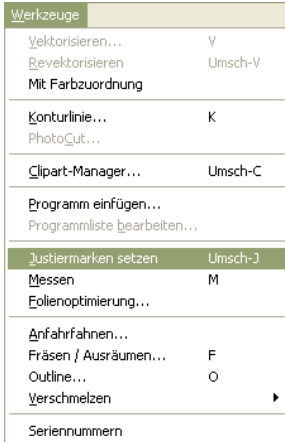 Werkzeuge
Vektorisieren... V
Revektorisieren Umsch-V
Mit Farbzuordnung
Konturlinie... K
PhotoCut...
Clipart-Manager... Umsch-C
Programm einfügen...
Programmliste bearbeiten...
Justiermarken setzen Umsch-J
Messen M
Folienoptimierung...
Anfahrfahnen...
Fräsen / Ausräumen... F
Outline... O
Verschmelzen
Seriennummern